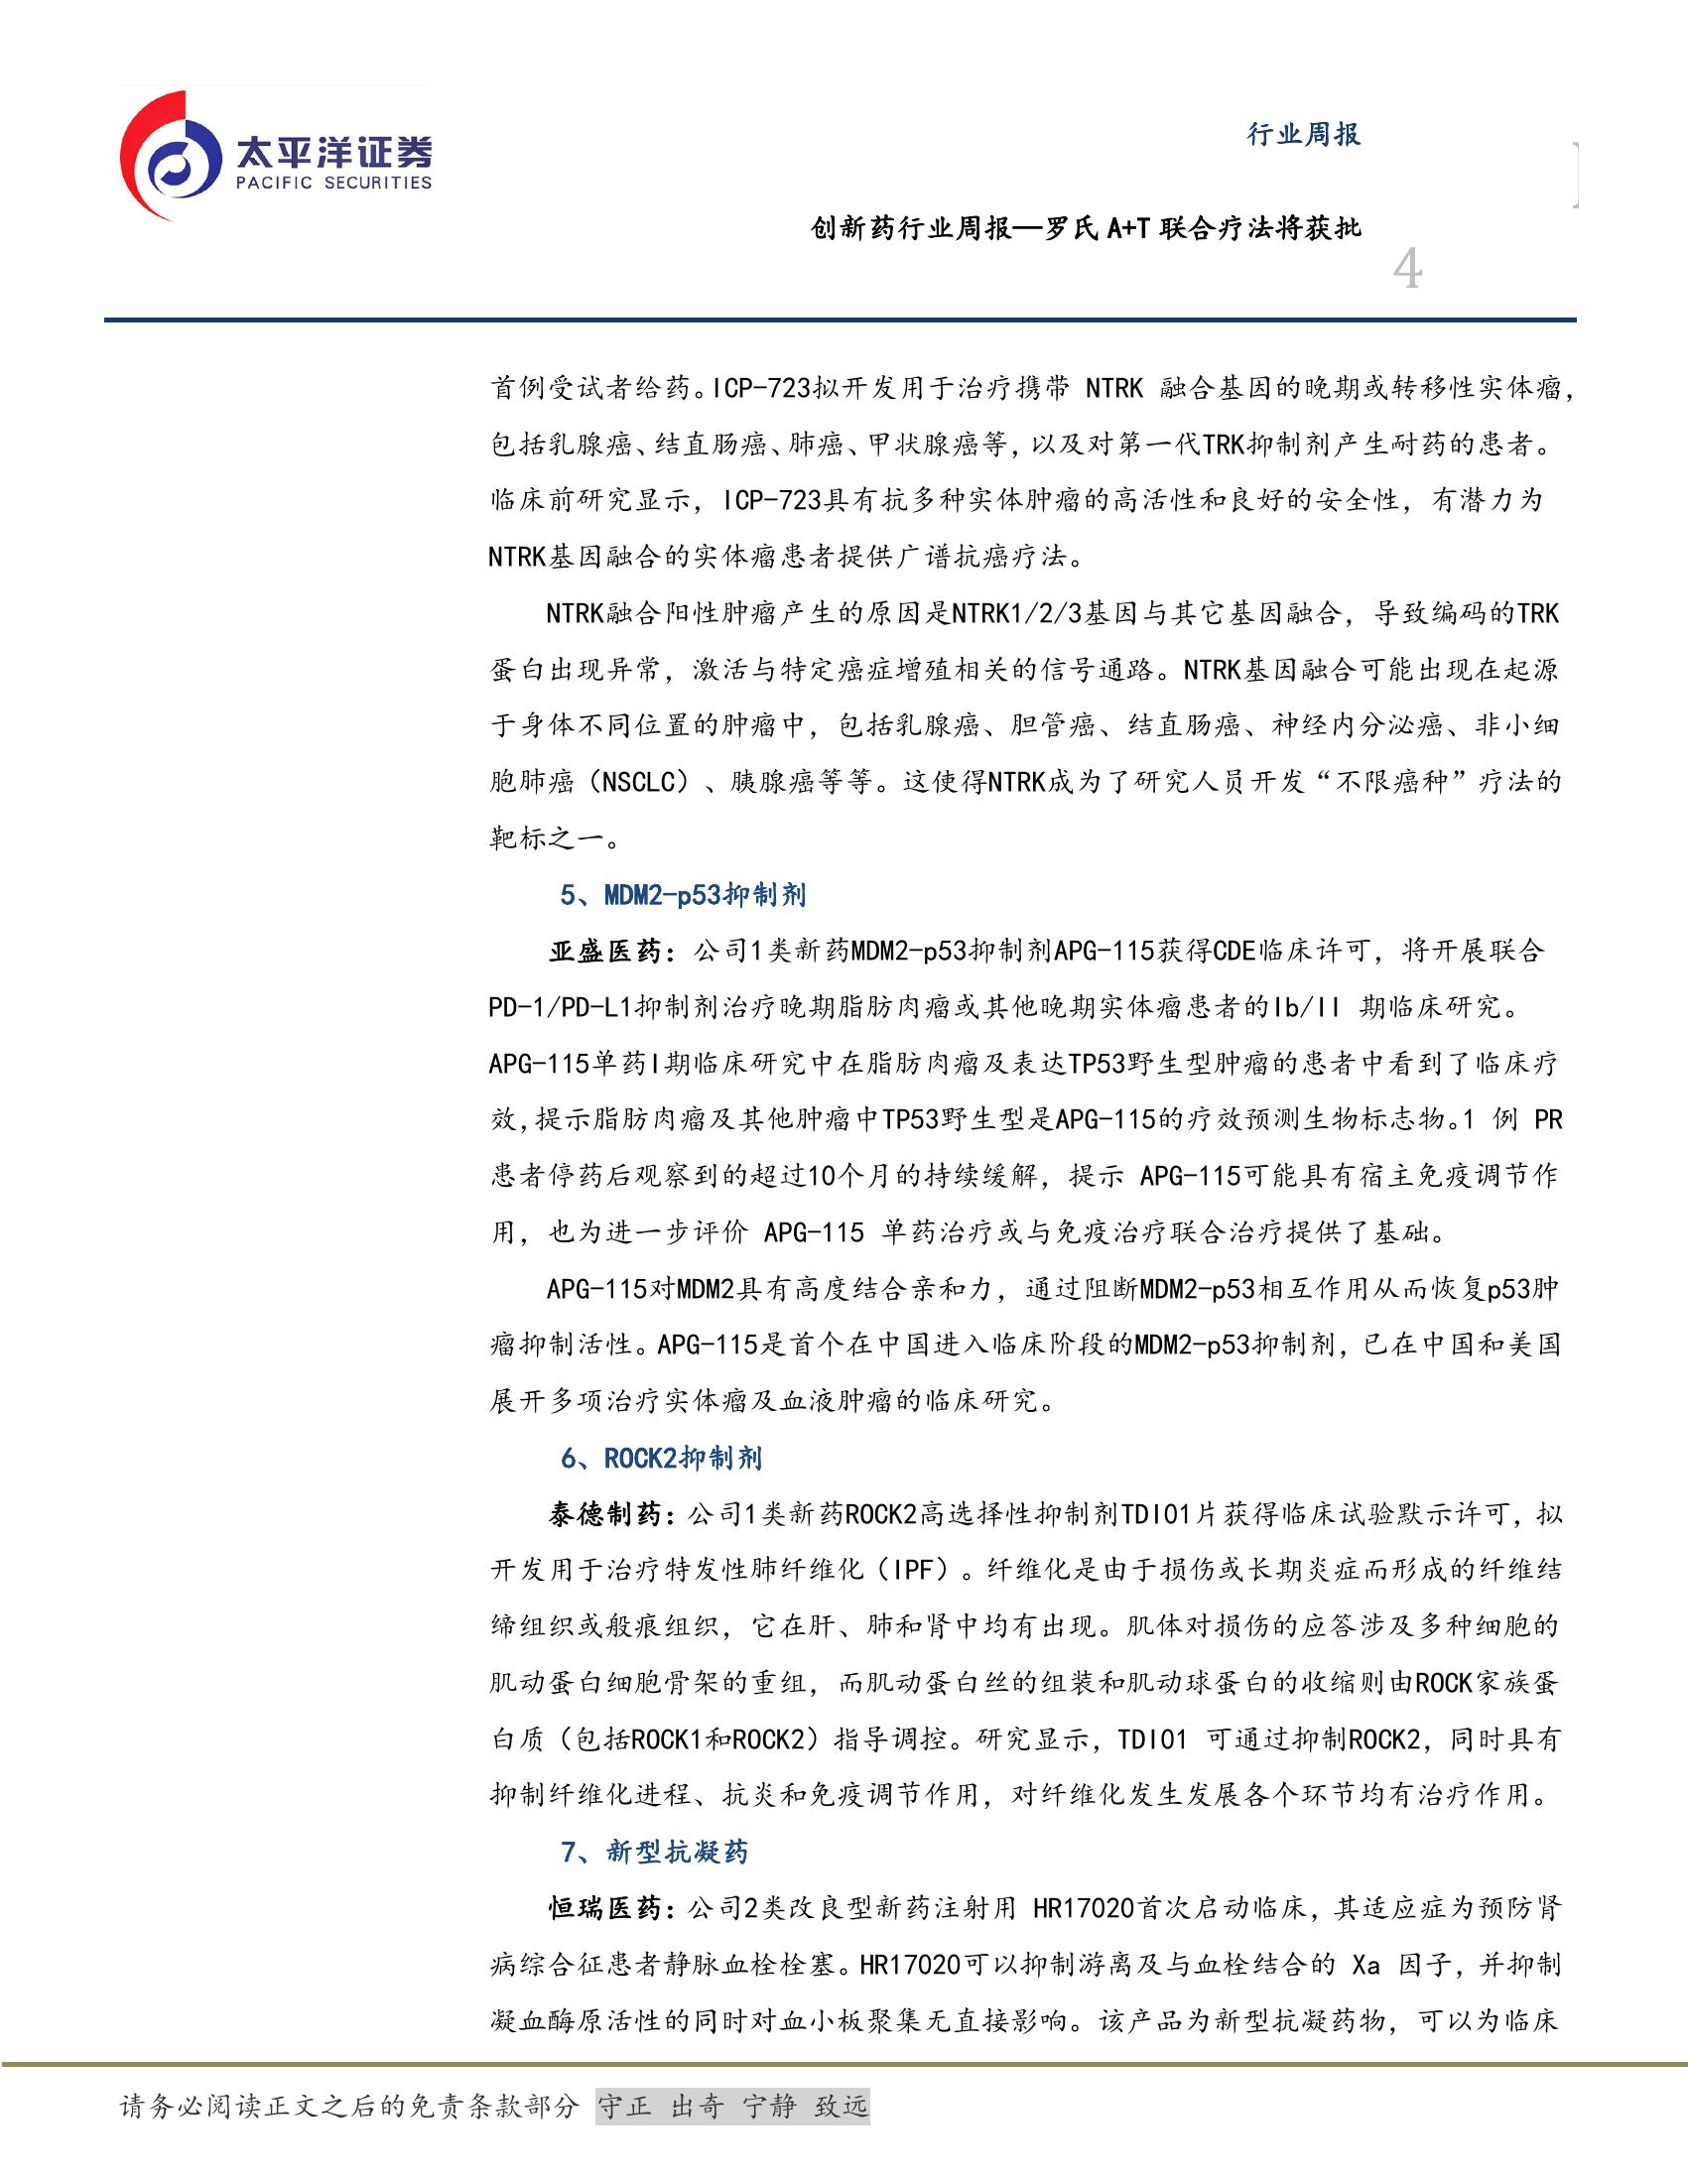 太平洋证券
PACIFIC SECURITIES
行业周报
创新药行业周报—罗氏 A+T 联合疗法将获批
4
首例受试者给药。ICP-723拟开发用于治疗携带 NTRK 融合基因的晚期或转移性实体瘤，
包括乳腺癌、结直肠癌、肺癌、甲状腺癌等，以及对第一代TRK抑制剂产生耐药的患者。
临床前研究显示，ICP-723具有抗多种实体肿瘤的高活性和良好的安全性，有潜力为
NTRK基因融合的实体瘤患者提供广谱抗癌疗法。
NTRK融合阳性肿瘤产生的原因是NTRK1/2/3基因与其它基因融合，导致编码的TRK
蛋白出现异常，激活与特定癌症增殖相关的信号通路。NTRK基因融合可能出现在起源
于身体不同位置的肿瘤中，包括乳腺癌、胆管癌、结直肠癌、神经内分泌癌、非小细
胞肺癌（NSCLC）、胰腺癌等等。这使得NTRK成为了研究人员开发“不限癌种”疗法的
靶标之一。
5、MDM2-p53抑制剂
亚盛医药：公司1类新药MDM2-p53抑制剂APG-115获得CDE临床许可，将开展联合
PD-1/PD-L1抑制剂治疗晚期脂肪肉瘤或其他晚期实体瘤患者的Ib/II 期临床研究。
APG-115单药I期临床研究中在脂肪肉瘤及表达TP53野生型肿瘤的患者中看到了临床疗
效，提示脂肪肉瘤及其他肿瘤中TP53野生型是APG-115的疗效预测生物标志物。1 例 PR
患者停药后观察到的超过10个月的持续缓解，提示 APG-115可能具有宿主免疫调节作
用，也为进一步评价 APG-115 单药治疗或与免疫治疗联合治疗提供了基础。
APG-115对MDM2具有高度结合亲和力，通过阻断MDM2-p53相互作用从而恢复p53肿
瘤抑制活性。APG-115是首个在中国进入临床阶段的MDM2-p53抑制剂，已在中国和美国
展开多项治疗实体瘤及血液肿瘤的临床研究。
6、ROCK2抑制剂
泰德制药：公司1类新药ROCK2高选择性抑制剂TDI01片获得临床试验默示许可，拟
开发用于治疗特发性肺纤维化（IPF）。纤维化是由于损伤或长期炎症而形成的纤维结
缔组织或般痕组织，它在肝、肺和肾中均有出现。肌体对损伤的应答涉及多种细胞的
肌动蛋白细胞骨架的重组，而肌动蛋白丝的组装和肌动球蛋白的收缩则由ROCK家族蛋
白质（包括ROCK1和ROCK2）指导调控。研究显示，TDI01 可通过抑制ROCK2，同时具有
抑制纤维化进程、抗炎和免疫调节作用，对纤维化发生发展各个环节均有治疗作用。
7、新型抗凝药
恒瑞医药：公司2类改良型新药注射用 HR17020首次启动临床，其适应症为预防肾
病综合征患者静脉血栓栓塞。HR17020可以抑制游离及与血栓结合的 Xa 因子，并抑制
凝血酶原活性的同时对血小板聚集无直接影响。该产品为新型抗凝药物，可以为临床
请务必阅读正文之后的免责条款部分 守正 出奇 宁静 致远